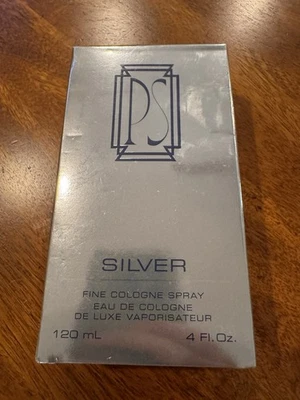 PS
SILVER
FINE COLOGNE SPRAY
EAU DE COLOGNE
DE LUXE VAPORISATEUR
120 mL 4 Fl.Oz.